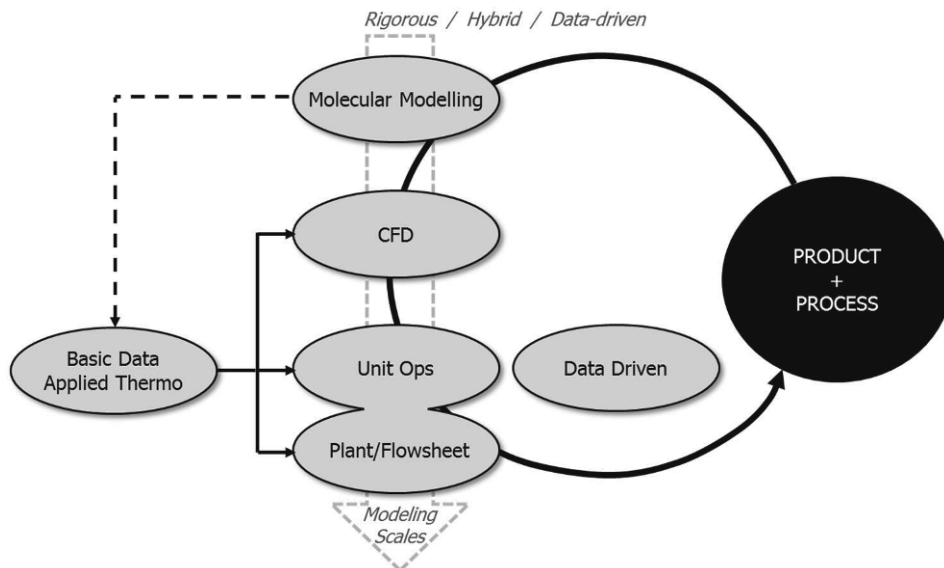 Rigorous / Hybrid / Data-driven
Molecular Modelling
CFD
PRODUCT
+
PROCESS
Basic Data
Applied Thermo
Unit Ops
Data Driven
Plant/Flowsheet
Modeling
Scales